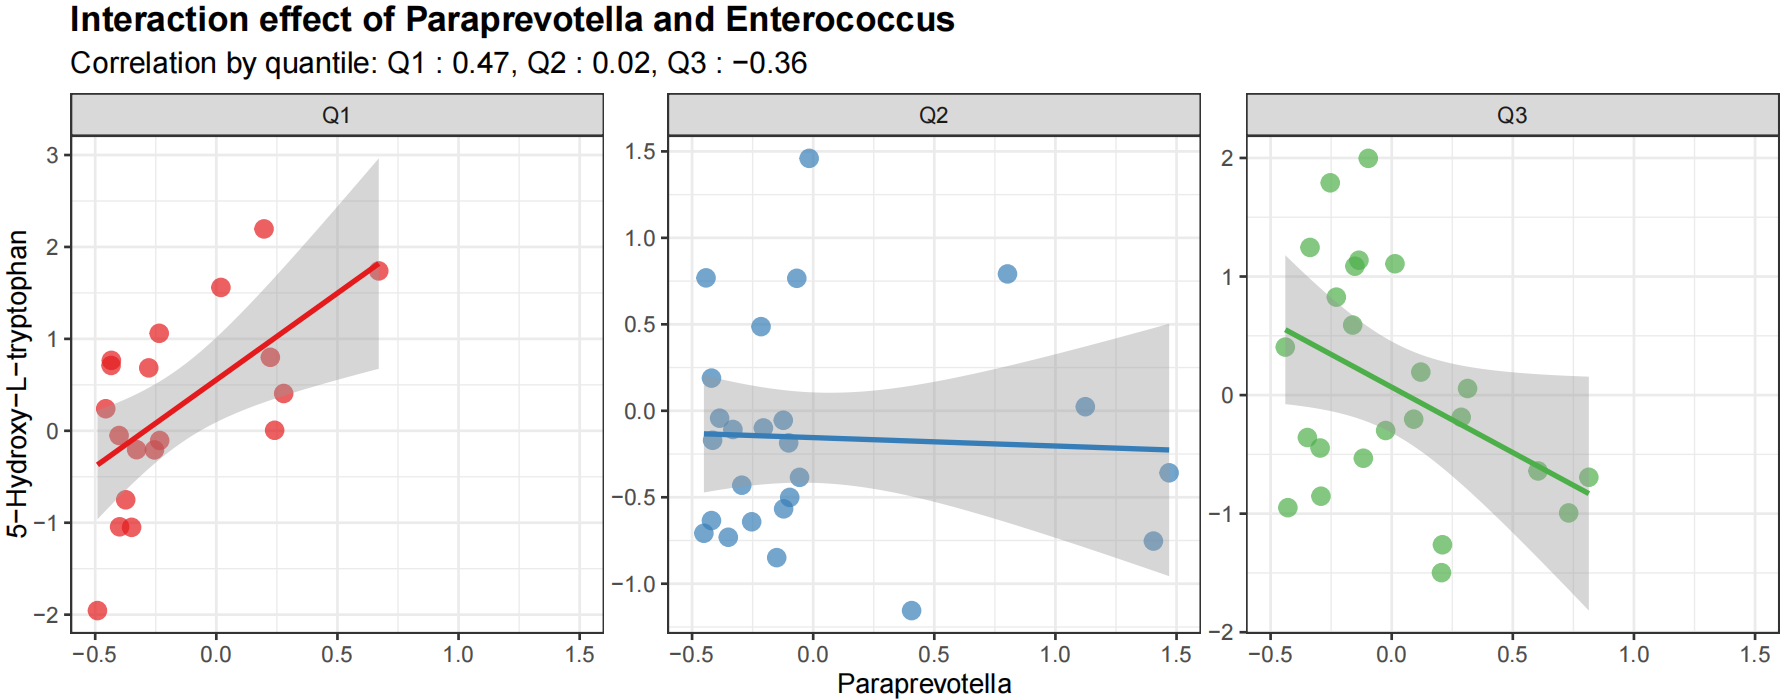 Interaction effect of Paraprevotella and Enterococcus
Correlation by quantile: Q1 : 0.47, Q2 : 0.02, Q3 : −0.36
Q1
Q2
Q3
5−Hydroxy−L−tryptophan
3
2
1
0
−1
−2
1.5
1.0
0.5
0.0
−0.5
−1.0
2
1
0
−1
−2
−0.5 0.0 0.5 1.0 1.5
−0.5 0.0 0.5 1.0 1.5
−0.5 0.0 0.5 1.0 1.5
Paraprevotella